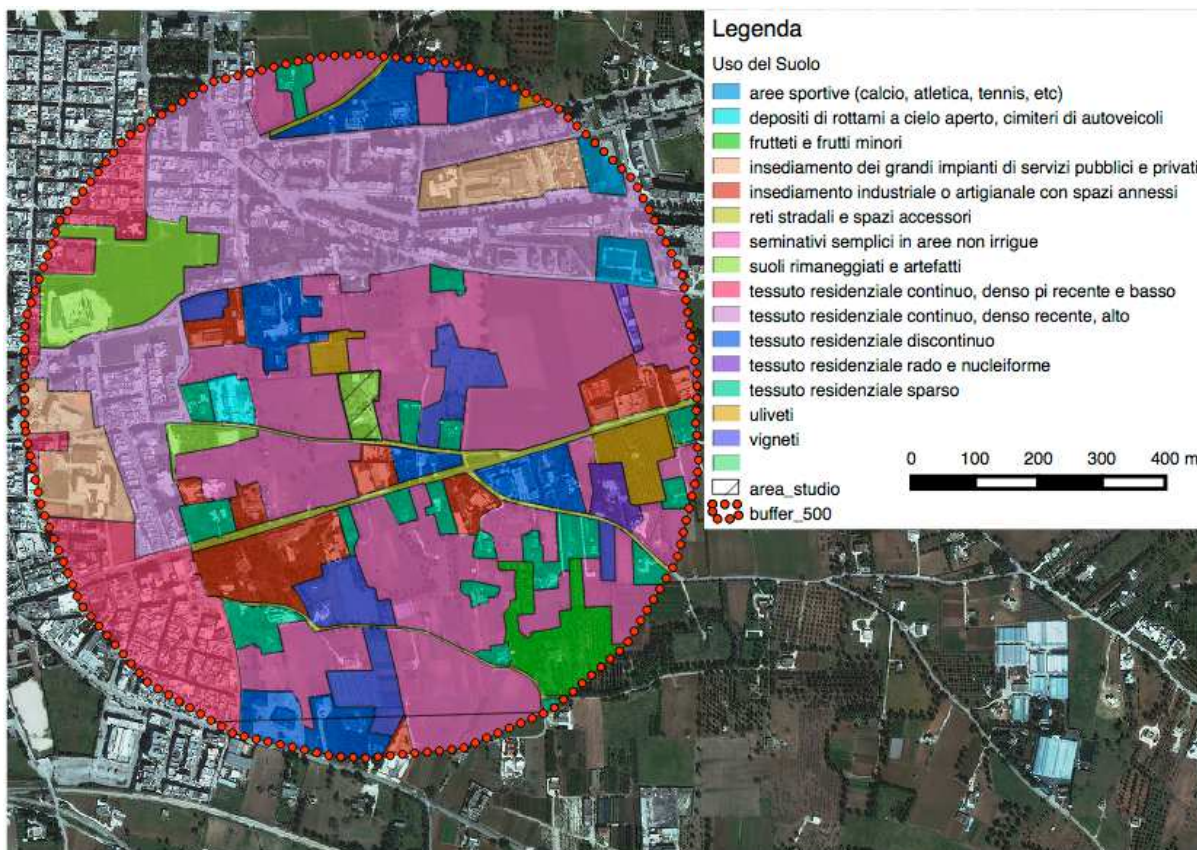 Legenda
Uso del Suolo
aree sportive (calcio, atletica, tennis, etc)
depositi di rottami a cielo aperto, cimiteri di autoveicoli
frutteti e frutti minori
insediamento dei grandi impianti di servizi pubblici e privati
insediamento industriale o artigianale con spazi annessi
reti stradali e spazi accessori
seminativi semplici in aree non irrigue
suoli rimaneggiati e artefatti
tessuto residenziale continuo, denso pi recente e basso
tessuto residenziale continuo, denso recente, alto
tessuto residenziale discontinuo
tessuto residenziale rado e nucleiforme
tessuto residenziale sparso
uliveti
vigneti
0 100 200 300 400 m
area_studio
buffer_500